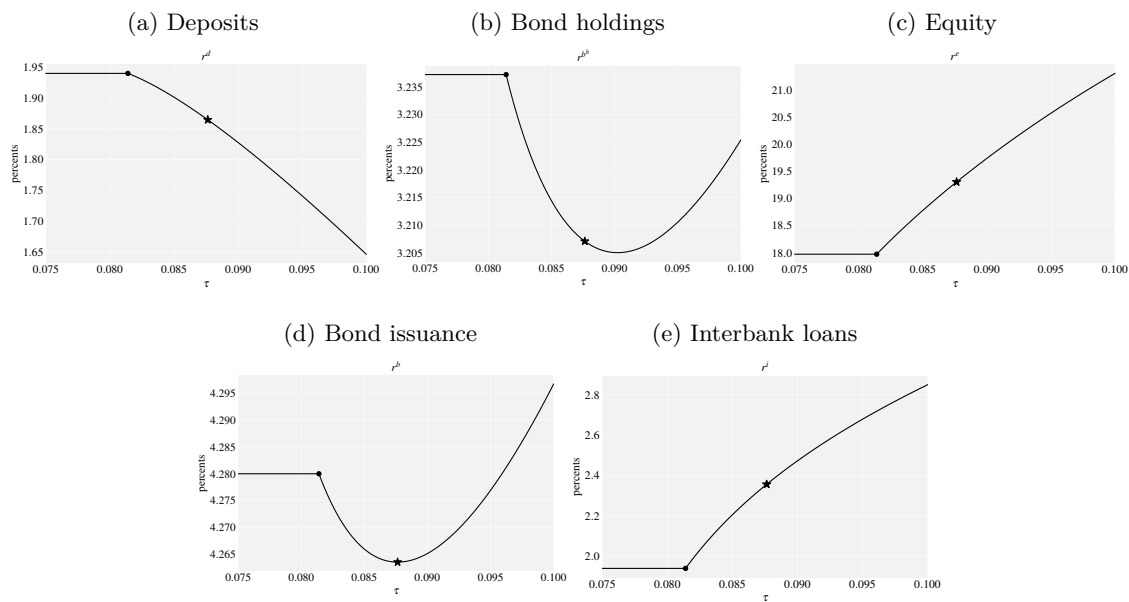 (a) Deposits
(b) Bond holdings
(c) Equity
r^d
r^{b^h}
r^e
percents
1.95
1.90
1.85
1.80
1.75
1.70
1.65
0.075 0.080 0.085 0.090 0.095 0.100
τ
percents
3.235
3.230
3.225
3.220
3.215
3.210
3.205
0.075 0.080 0.085 0.090 0.095 0.100
τ
percents
21.0
20.5
20.0
19.5
19.0
18.5
18.0
0.075 0.080 0.085 0.090 0.095 0.100
τ
(d) Bond issuance
(e) Interbank loans
r^b
r^i
percents
4.295
4.290
4.285
4.280
4.275
4.270
4.265
0.075 0.080 0.085 0.090 0.095 0.100
τ
percents
2.8
2.6
2.4
2.2
2.0
0.075 0.080 0.085 0.090 0.095 0.100
τ